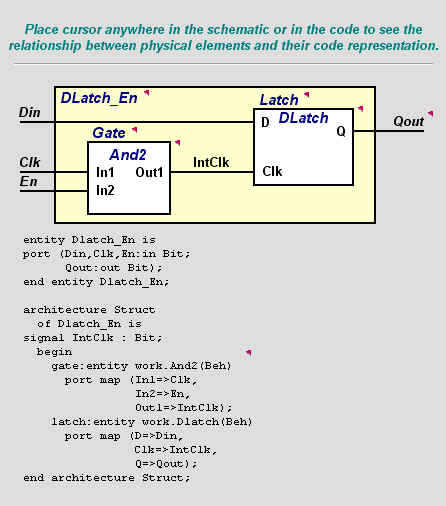 Place cursor anywhere in the schematic or in the code to see the
relationship between physical elements and their code representation.
DLatch_En
Latch
Din
D
DLatch
Q
Qout
Gate
And2
Clk
In1
Out1
IntClk
Clk
En
In2
entity Dlatch_En is
port (Din,Clk,En:in Bit;
Qout:out Bit);
end entity Dlatch_En;
architecture Struct
of Dlatch_En is
signal IntClk : Bit;
begin
gate:entity work.And2(Beh)
port map (In1=>Clk,
In2=>En,
Out1=>IntClk);
latch:entity work.Dlatch(Beh)
port map (D=>Din,
Clk=>IntClk,
Q=>Qout);
end architecture Struct;